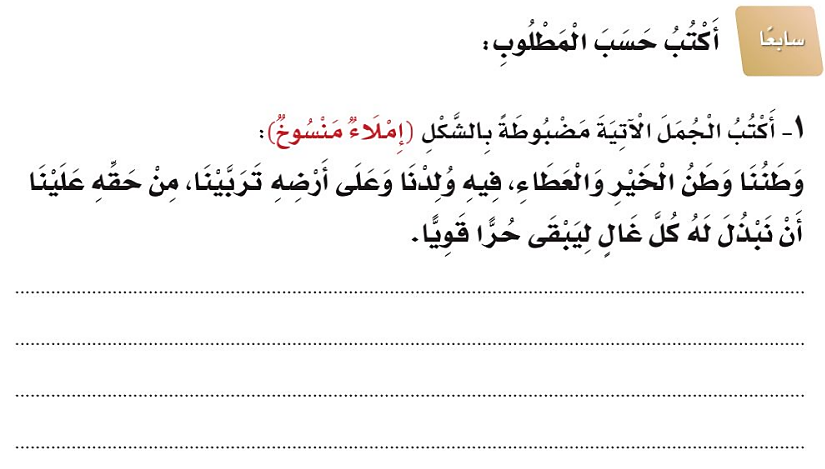 سابعًا
أَكْتُبُ حَسَبَ الْمَطْلُوبِ:
١- أَكْتُبُ الْجُمَلَ الْآتِيَةَ مَضْبُوطَةً بِالشَّكْلِ (إِمْلَاءٌ مَنْسُوخٌ):
وَطَنُنَا وَطَنُ الْخَيْرِ وَالْعَطَاءِ، فِيهِ وُلِدْنَا وَعَلَى أَرْضِهِ تَرَبَّيْنَا، مِنْ حَقِّهِ عَلَيْنَا
أَنْ نَبْذُلَ لَهُ كُلَّ غَالٍ لِيَبْقَى حُرًّا قَوِيًّا.